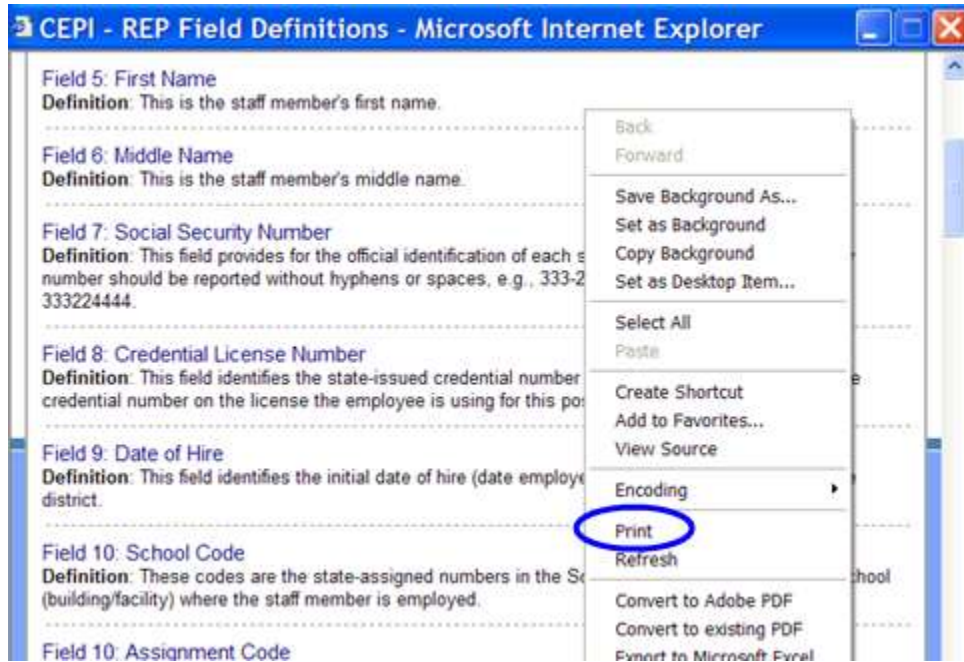 CEPI - REP Field Definitions - Microsoft Internet Explorer
Field 5: First Name
Definition: This is the staff member's first name.
Field 6: Middle Name
Definition: This is the staff member's middle name.
Field 7: Social Security Number
Definition: This field provides for the official identification of each s
number should be reported without hyphens or spaces, e.g., 333-2
333224444.
Field 8: Credential License Number
Definition: This field identifies the state-issued credential number e
credential number on the license the employee is using for this po
Field 9: Date of Hire
Definition: This field identifies the initial date of hire (date employe
district.
Field 10: School Code
Definition: These codes are the state-assigned numbers in the Sc hool
(building/facility) where the staff member is employed.
Field 10: Assignment Code
Back
Forward
Save Background As...
Set as Background
Copy Background
Set as Desktop Item...
Select All
Paste
Create Shortcut
Add to Favorites...
View Source
Encoding
Print
Refresh
Convert to Adobe PDF
Convert to existing PDF
Export to Microsoft Excel